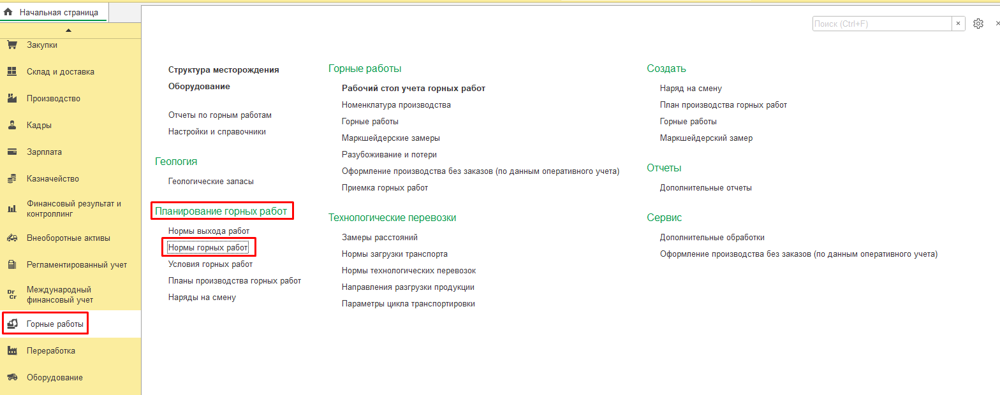 Начальная страница
Закупки
Склад и доставка
Производство
Кадры
Зарплата
Казначейство
Финансовый результат и
контроллинг
Внеоборотные активы
Регламентированный учет
Dr
Cr
Международный
финансовый учет
Горные работы
Переработка
Оборудование
Поиск (Ctrl+F)
×
Структура месторождения
Оборудование
Отчеты по горным работам
Настройки и справочники
Геология
Геологические запасы
Планирование горных работ
Нормы выхода работ
Нормы горных работ
Условия горных работ
Планы производства горных работ
Наряды на смену
Горные работы
Рабочий стол учета горных работ
Номенклатура производства
Горные работы
Маркшейдерские замеры
Разубоживание и потери
Оформление производства без заказов (по данным оперативного учета)
Приемка горных работ
Технологические перевозки
Замеры расстояний
Нормы загрузки транспорта
Нормы технологических перевозок
Направления разгрузки продукции
Параметры цикла транспортировки
Создать
Наряд на смену
План производства горных работ
Горные работы
Маркшейдерский замер
Отчеты
Дополнительные отчеты
Сервис
Дополнительные обработки
Оформление производства без заказов (по данным оперативного учета)